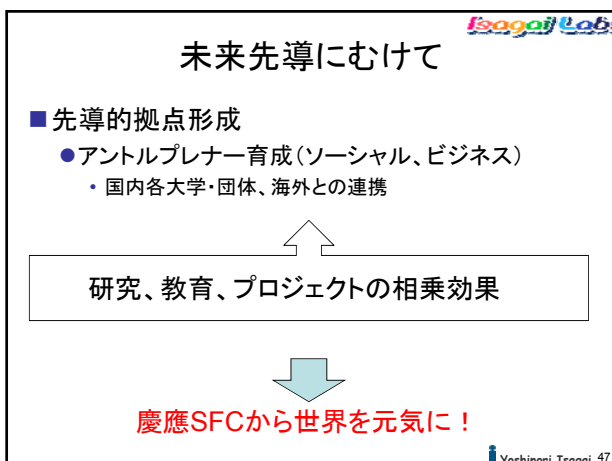 Isagai Lab.
未来先導にむけて
■先導的拠点形成
●アントルプレナー育成(ソーシャル、ビジネス)
・国内各大学・団体、海外との連携
研究、教育、プロジェクトの相乗効果
慶應SFCから世界を元気に！
Yoshinori Isagai 47